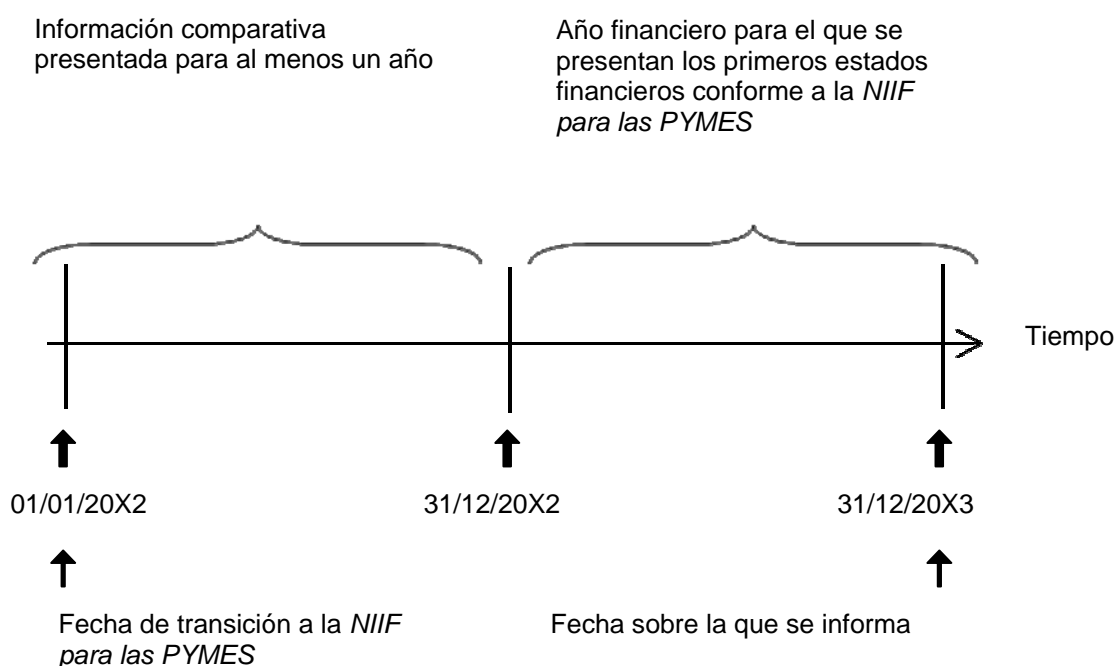 Información comparativa
presentada para al menos un año
Año financiero para el que se
presentan los primeros estados
financieros conforme a la NIIF
para las PYMES
Tiempo
01/01/20X2
31/12/20X2
31/12/20X3
Fecha de transición a la NIIF
para las PYMES
Fecha sobre la que se informa